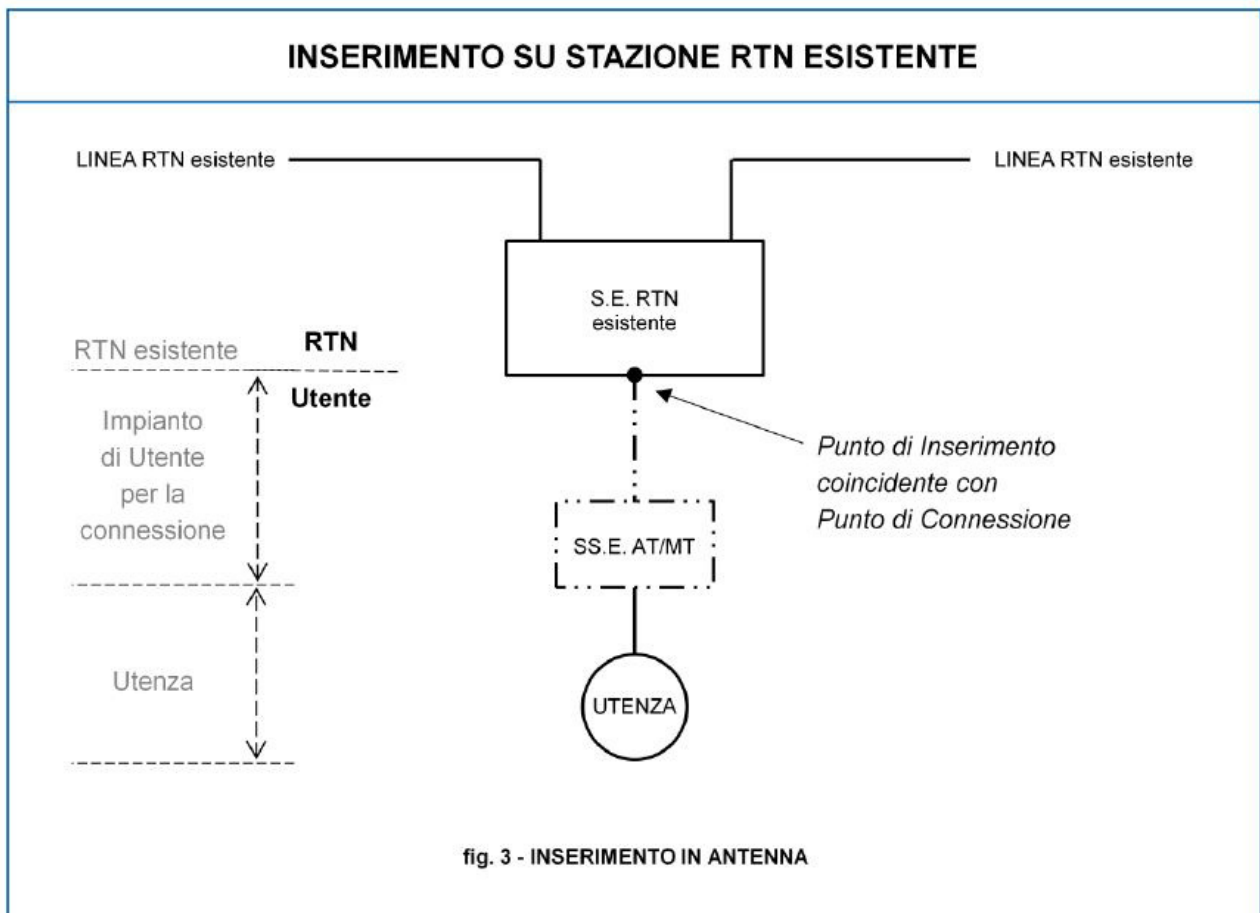 INSERIMENTO SU STAZIONE RTN ESISTENTE
LINEA RTN esistente
LINEA RTN esistente
S.E. RTN
esistente
RTN esistente
RTN
Utente
Impianto
di Utente
per la
connessione
Punto di Inserimento
coincidente con
Punto di Connessione
SS.E. AT/MT
Utenza
UTENZA
fig. 3 - INSERIMENTO IN ANTENNA